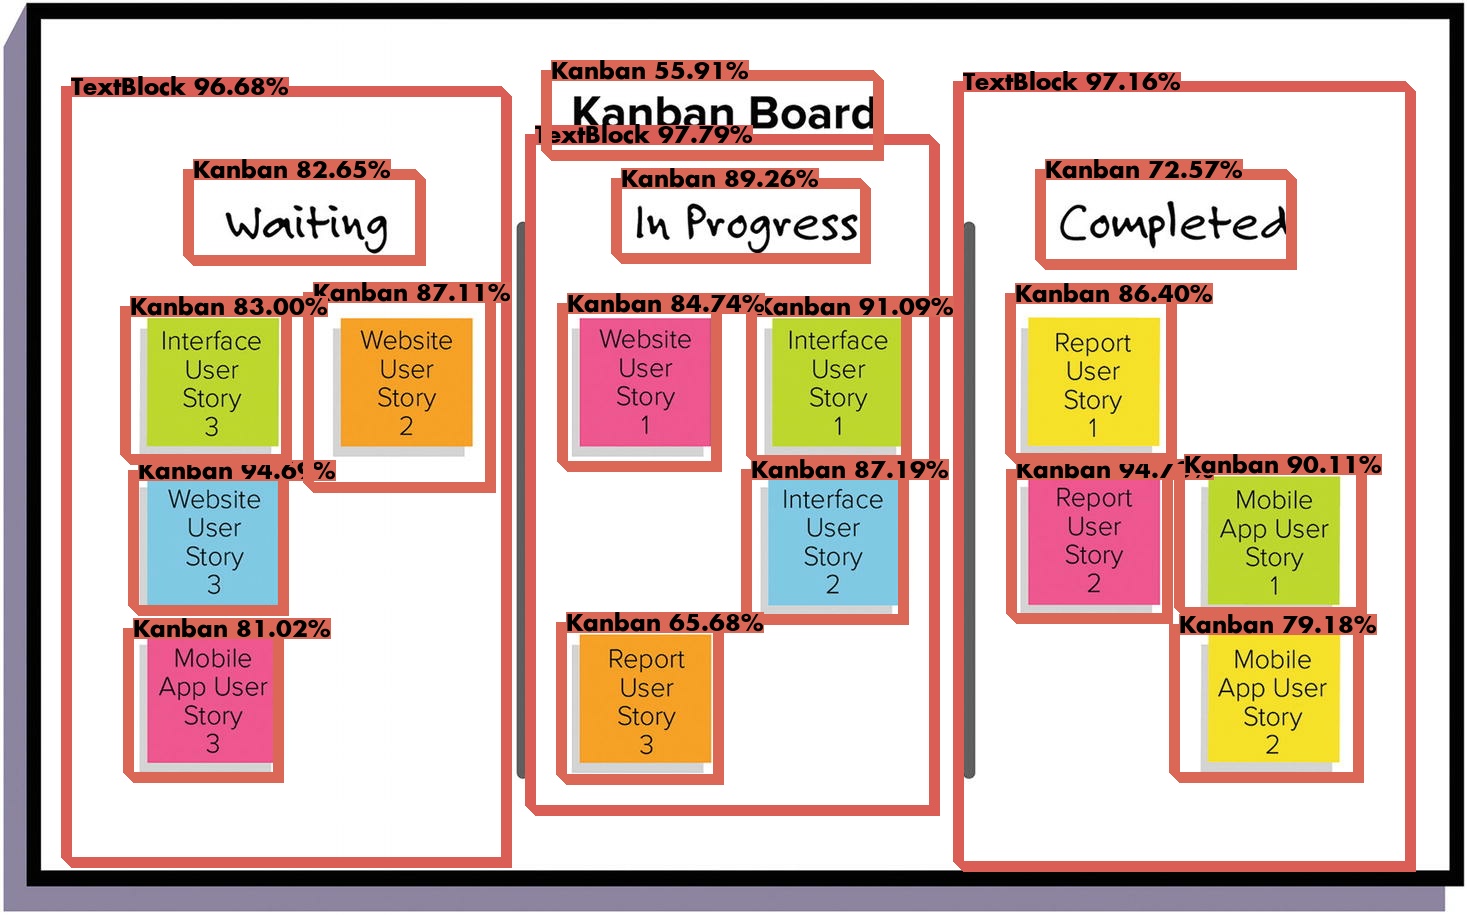 Kanban 55.91%
Kanban Board
TextBlock 96.68%
Kanban 82.65%
Waiting
Kanban 83.00%
Interface
User
Story
3
Kanban 87.11%
Website
User
Story
2
Kanban 94.69%
Website
User
Story
3
Kanban 81.02%
Mobile
App User
Story
3
TextBlock 97.79%
Kanban 89.26%
In Progress
Kanban 84.74%
Website
User
Story
1
Kanban 91.09%
Interface
User
Story
1
Kanban 87.19%
Interface
User
Story
2
Kanban 65.68%
Report
User
Story
3
TextBlock 97.16%
Kanban 72.57%
Completed
Kanban 86.40%
Report
User
Story
1
Kanban
Report
User
Story
2
Kanban 90.11%
Mobile
App User
Story
1
Kanban 79.18%
Mobile
App User
Story
2